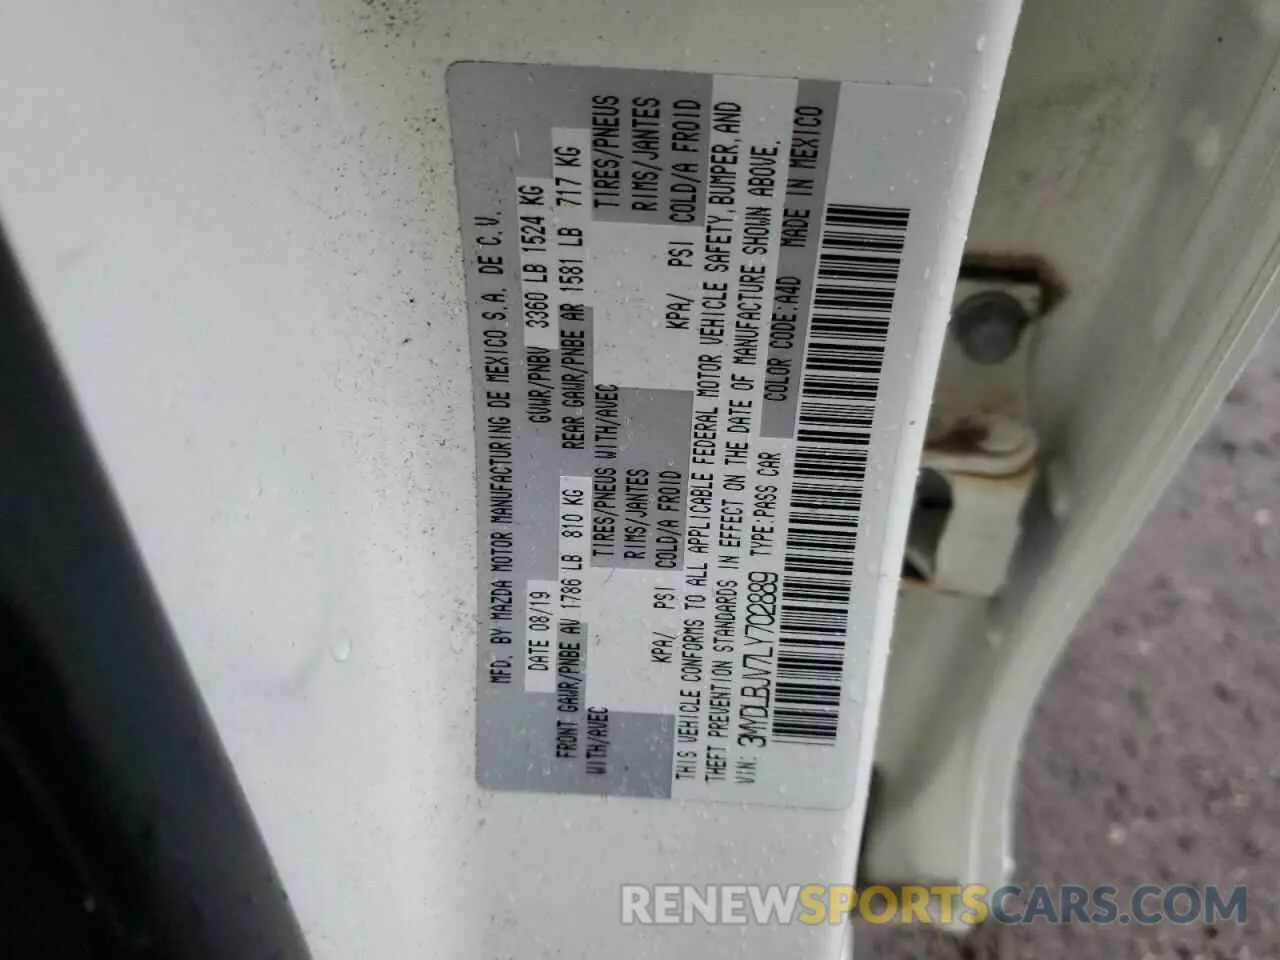 MFD. BY MAZDA MOTOR MANUFACTURING DE MEXICO S.A. DE C.V.
DATE 08/19 GVWR/PNBV 3360 LB 1524 KG
FRONT GAWR/PNBE AV 1786 LB 810 KG REAR GAWR/PNBE AR 1581 LB 717 KG
WITH/AVEC TIRES/PNEUS WITH/AVEC TIRES/PNEUS
RIMS/JANTES RIMS/JANTES
KPA/ PSI COLD/A FROID KPA/ PSI COLD/A FROID
THIS VEHICLE CONFORMS TO ALL APPLICABLE FEDERAL MOTOR VEHICLE SAFETY, BUMPER, AND
THEFT PREVENTION STANDARDS IN EFFECT ON THE DATE OF MANUFACTURE SHOWN ABOVE.
VIN: 3MYDLBJV7LY702889 TYPE:PASS CAR COLOR CODE:A4D MADE IN MEXICO
RENEWSPORTSCARS.COM